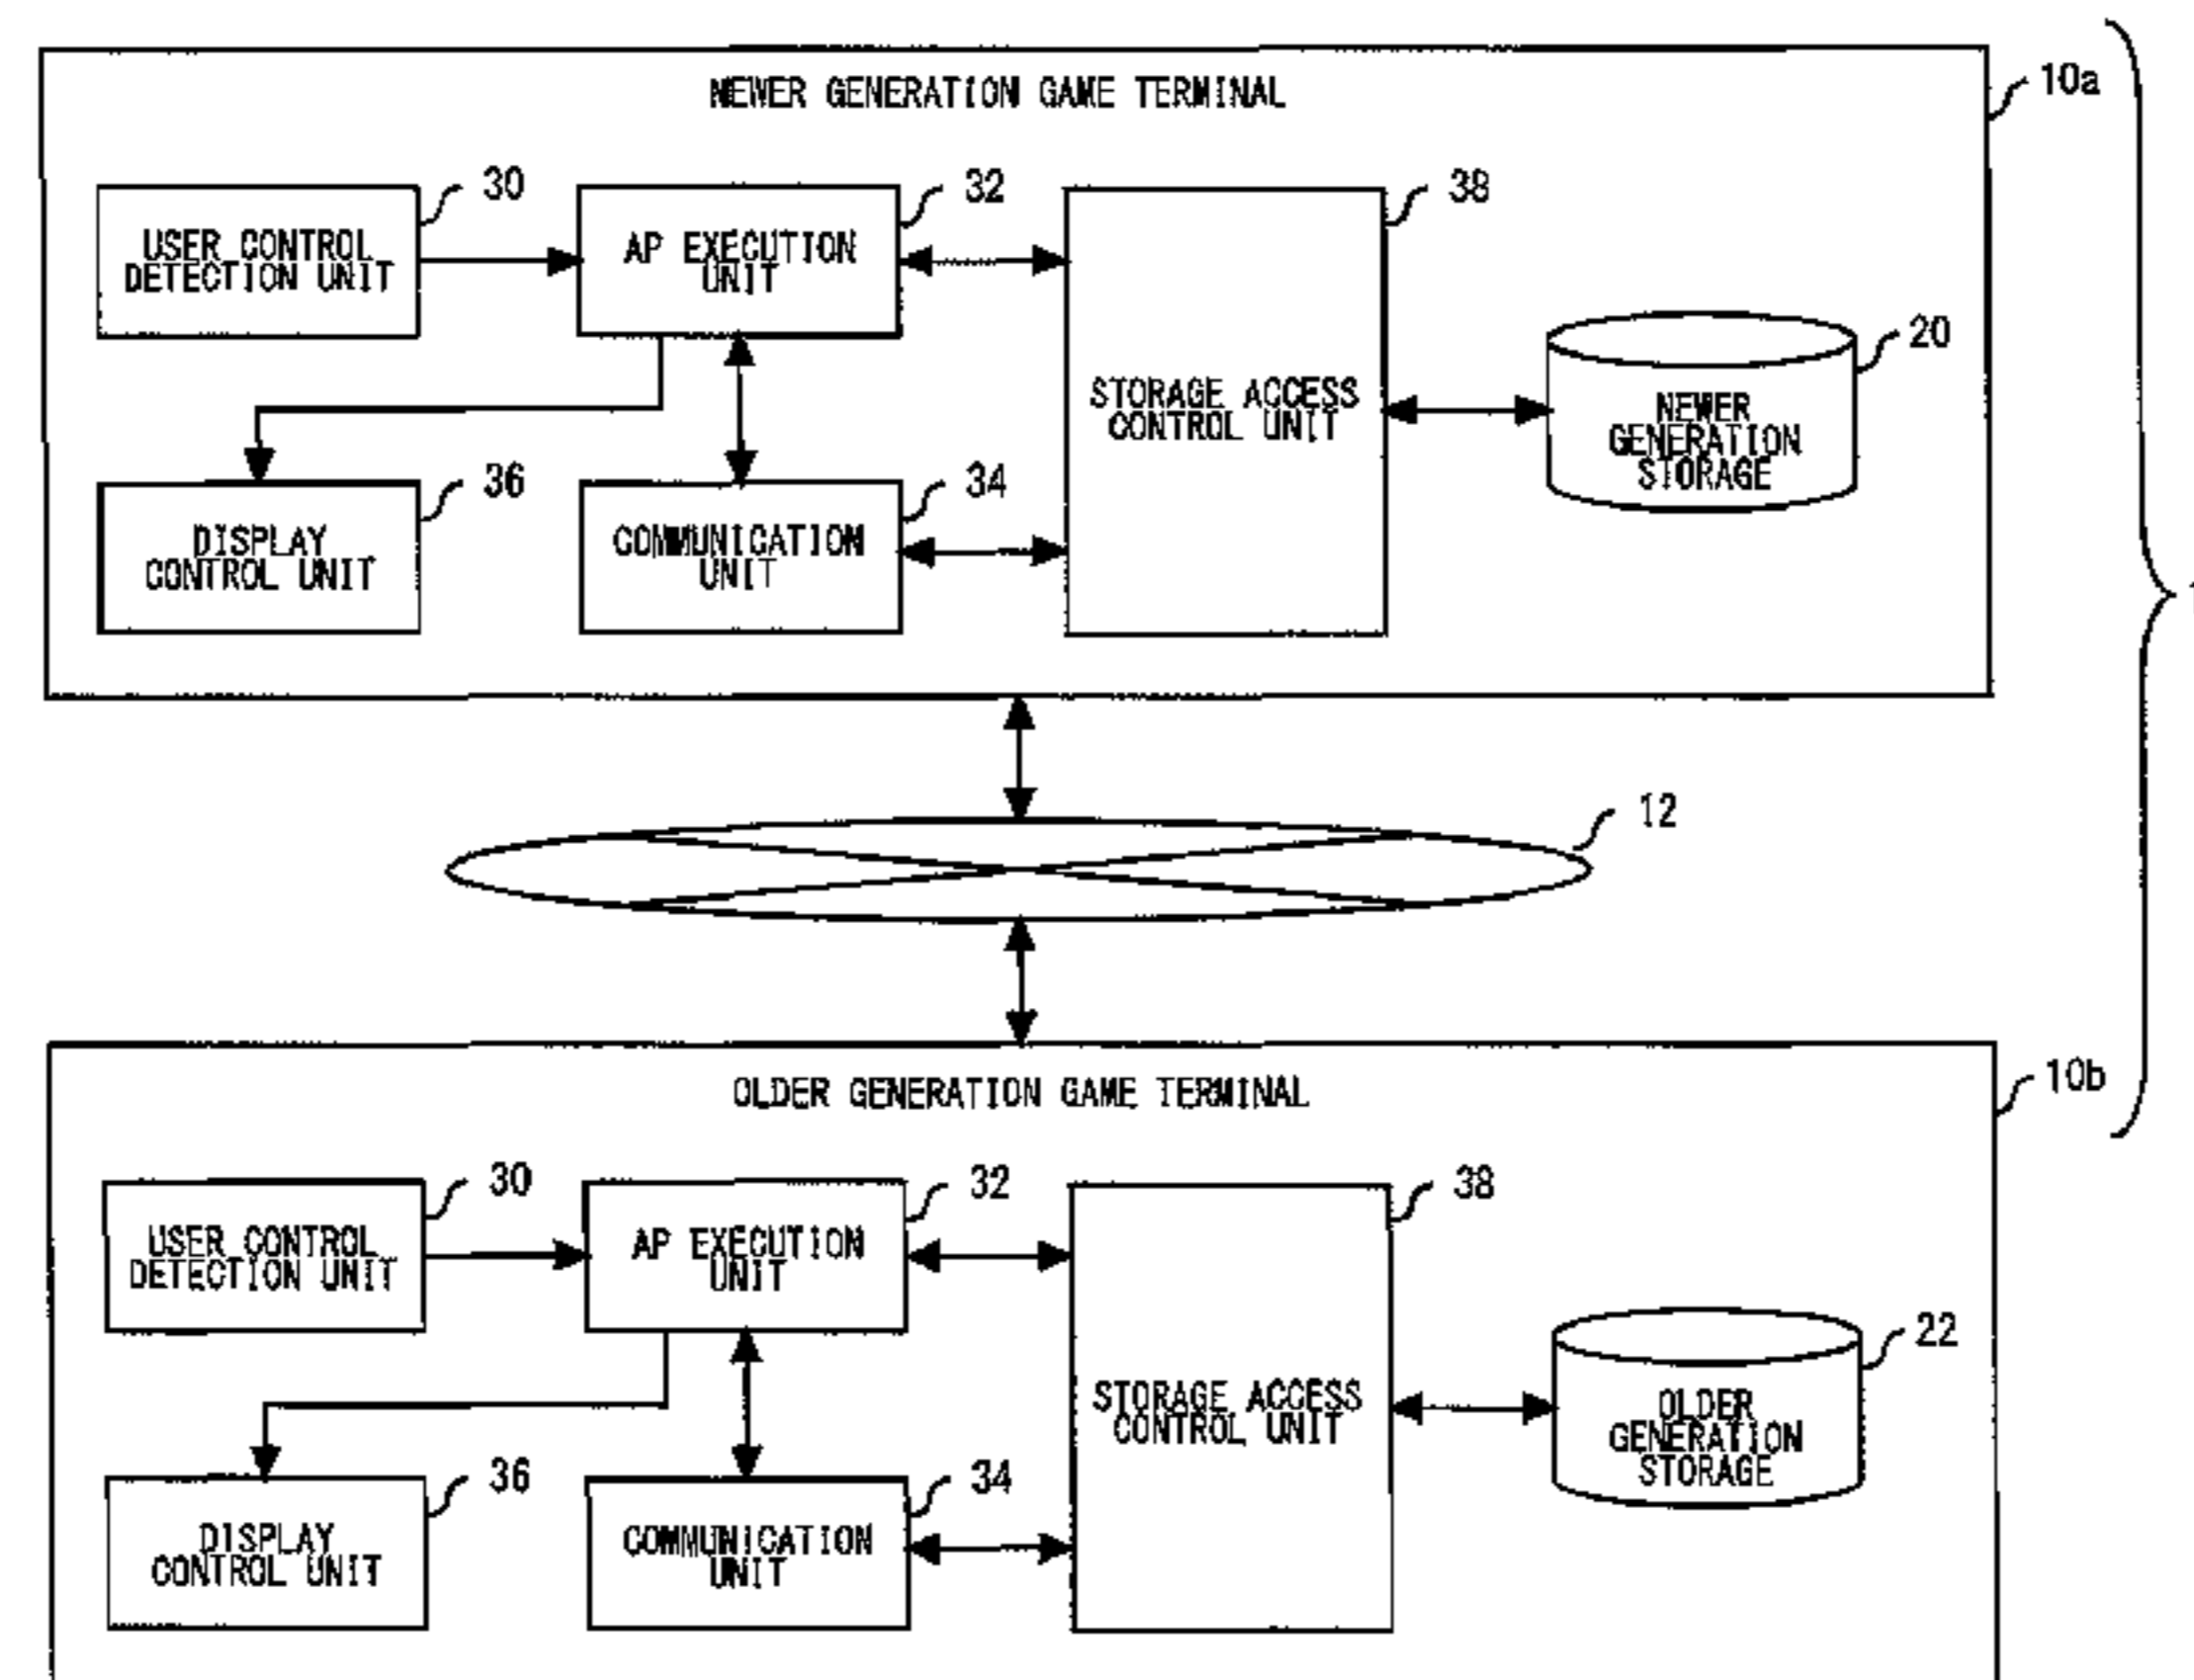 NEWER GENERATION GAME TERMINAL
10a
30
32
38
USER CONTROL
DETECTION UNIT
AP EXECUTION
UNIT
20
STORAGE ACCESS
CONTROL UNIT
NEWER
GENERATION
STORAGE
36
34
DISPLAY
CONTROL UNIT
COMMUNICATION
UNIT
12
OLDER GENERATION GAME TERMINAL
10b
30
32
38
USER CONTROL
DETECTION UNIT
AP EXECUTION
UNIT
22
STORAGE ACCESS
CONTROL UNIT
OLDER
GENERATION
STORAGE
36
34
DISPLAY
CONTROL UNIT
COMMUNICATION
UNIT